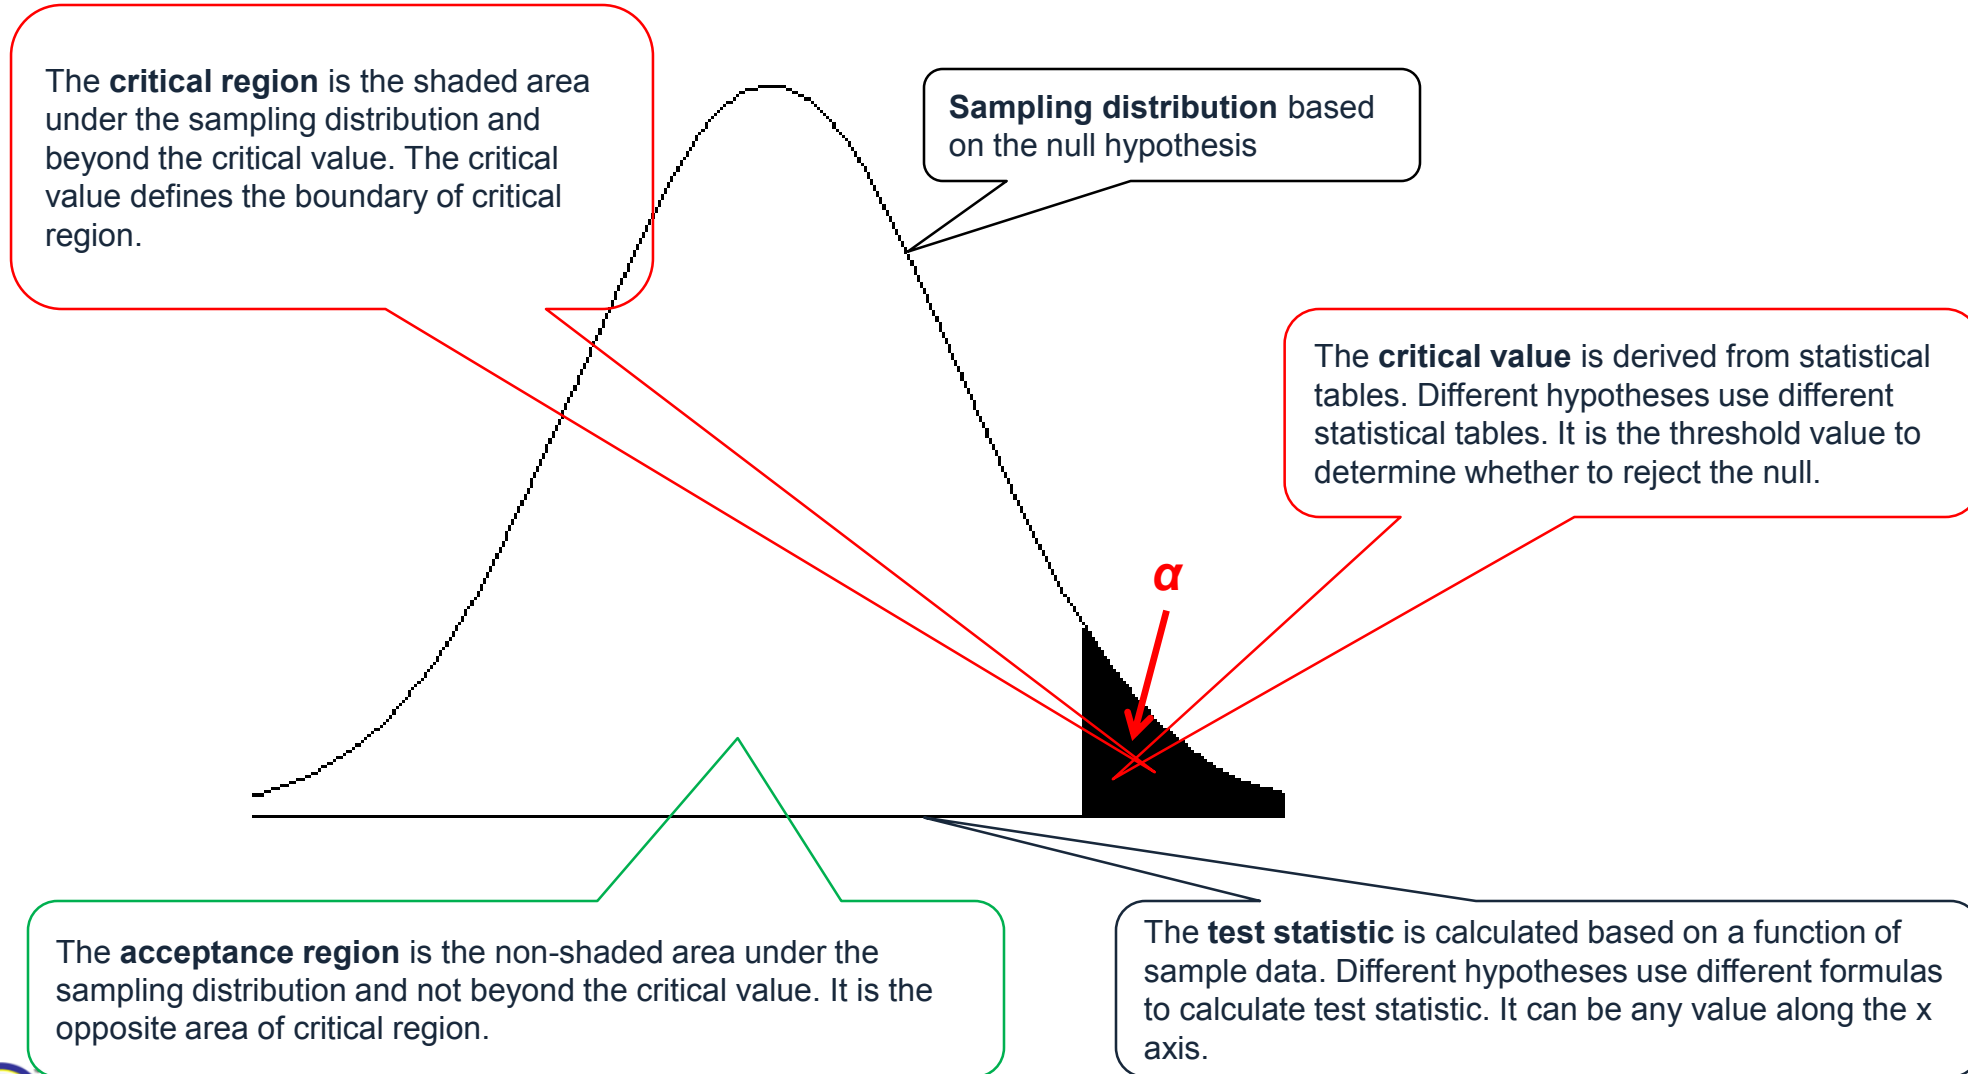 The critical region is the shaded area
under the sampling distribution and
beyond the critical value. The critical
value defines the boundary of critical
region.
Sampling distribution based
on the null hypothesis
The critical value is derived from statistical
tables. Different hypotheses use different
statistical tables. It is the threshold value to
determine whether to reject the null.
α
The acceptance region is the non-shaded area under the
sampling distribution and not beyond the critical value. It is the
opposite area of critical region.
The test statistic is calculated based on a function of
sample data. Different hypotheses use different formulas
to calculate test statistic. It can be any value along the x
axis.